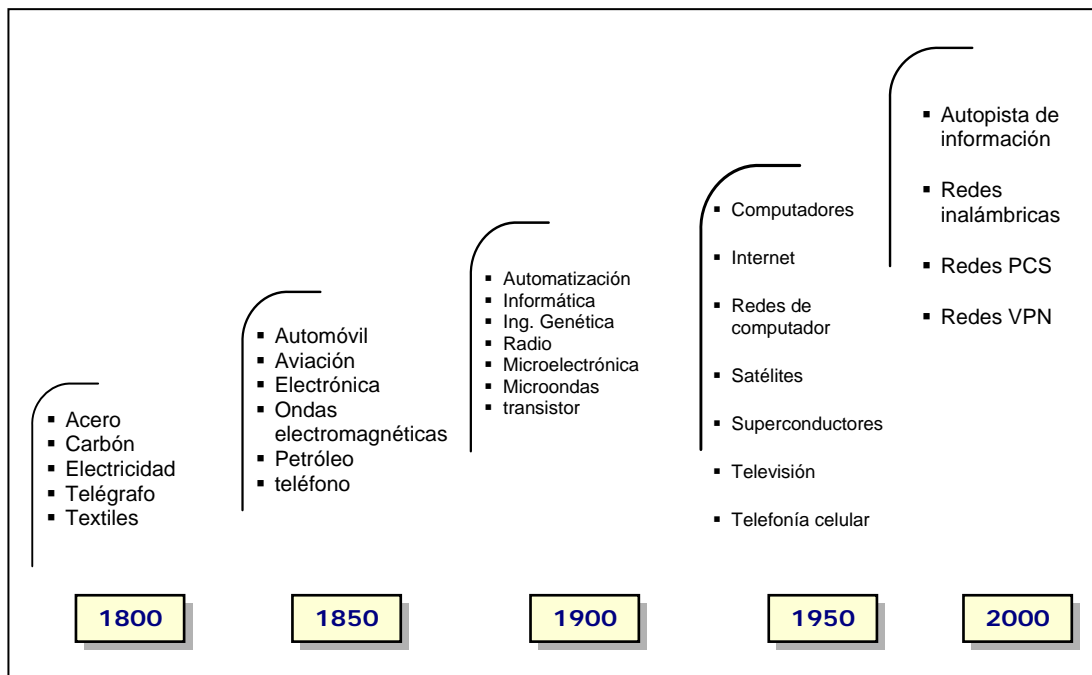 ▪ Acero
▪ Carbón
▪ Electricidad
▪ Telégrafo
▪ Textiles
1800
▪ Automóvil
▪ Aviación
▪ Electrónica
▪ Ondas
electromagnéticas
▪ Petróleo
▪ teléfono
1850
▪ Automatización
▪ Informática
▪ Ing. Genética
▪ Radio
▪ Microelectrónica
▪ Microondas
▪ transistor
1900
▪ Computadores
▪ Internet
▪ Redes de
computador
▪ Satélites
▪ Superconductores
▪ Televisión
▪ Telefonía celular
1950
▪ Autopista de
información
▪ Redes
inalámbricas
▪ Redes PCS
▪ Redes VPN
2000